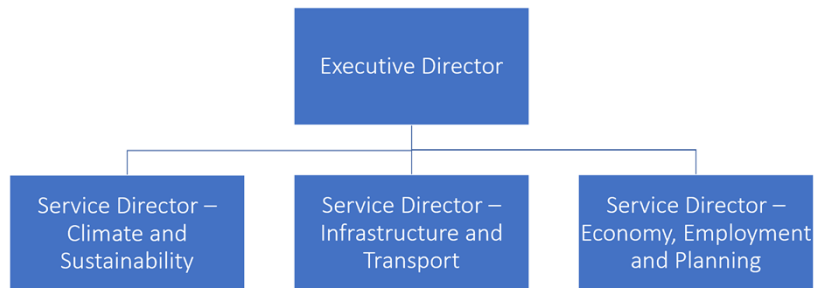 Executive Director
Service Director –
Climate and
Sustainability
Service Director –
Infrastructure and
Transport
Service Director –
Economy, Employment
and Planning